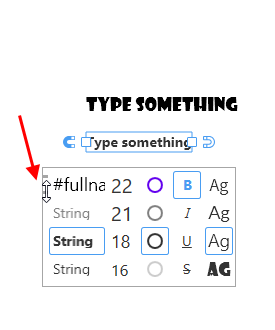 TYPE SOMETHING
Type something
#fullna 22 B Ag
String 21 I Ag
String 18 U Ag
String 16 S AG